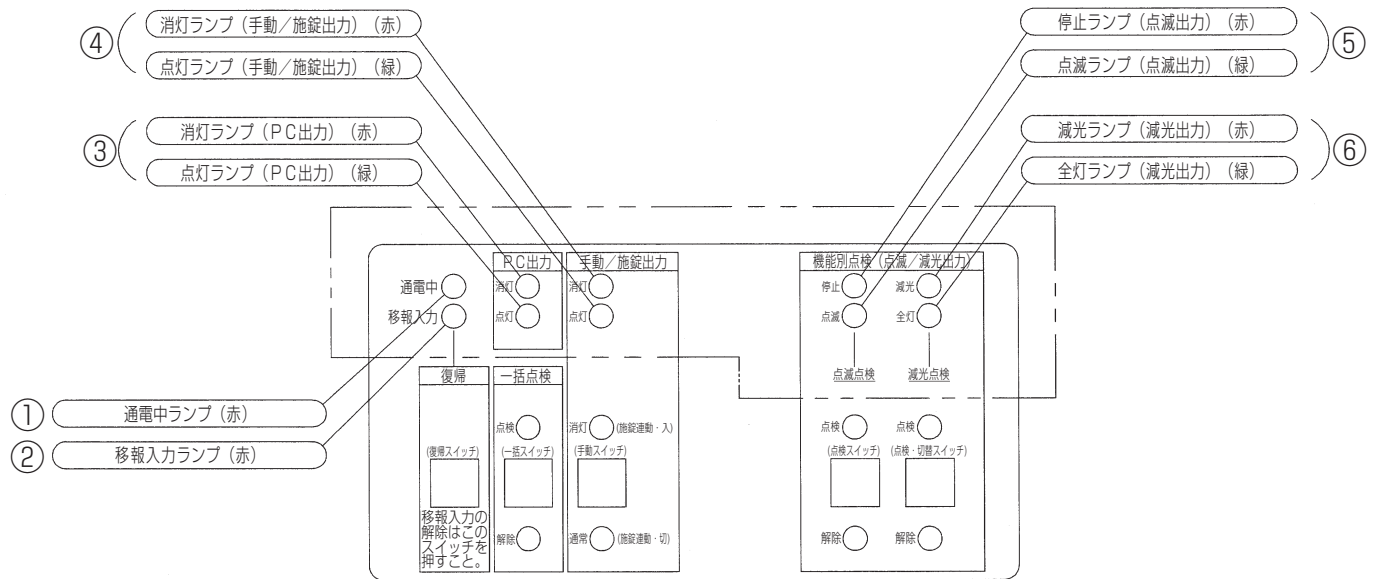 ④
消灯ランプ（手動／施錠出力）（赤）
点灯ランプ（手動／施錠出力）（緑）
③
消灯ランプ（ＰＣ出力）（赤）
点灯ランプ（ＰＣ出力）（緑）
停止ランプ（点滅出力）（赤）
点滅ランプ（点滅出力）（緑）
⑤
減光ランプ（減光出力）（赤）
全灯ランプ（減光出力）（緑）
⑥
①
通電中ランプ（赤）
②
移報入力ランプ（赤）
通電中
移報入力
ＰＣ出力
消灯
点灯
手動／施錠出力
消灯
点灯
機能別点検（点滅／減光出力）
停止
減光
点滅
全灯
点滅点検
減光点検
復帰
(復帰スイッチ)
移報入力の
解除はこの
スイッチを
押すこと。
一括点検
点検
(一括スイッチ)
解除
消灯
(施錠連動・入)
(手動スイッチ)
通常
(施錠連動・切)
点検
(点検スイッチ)
解除
点検
(点検・切替スイッチ)
解除